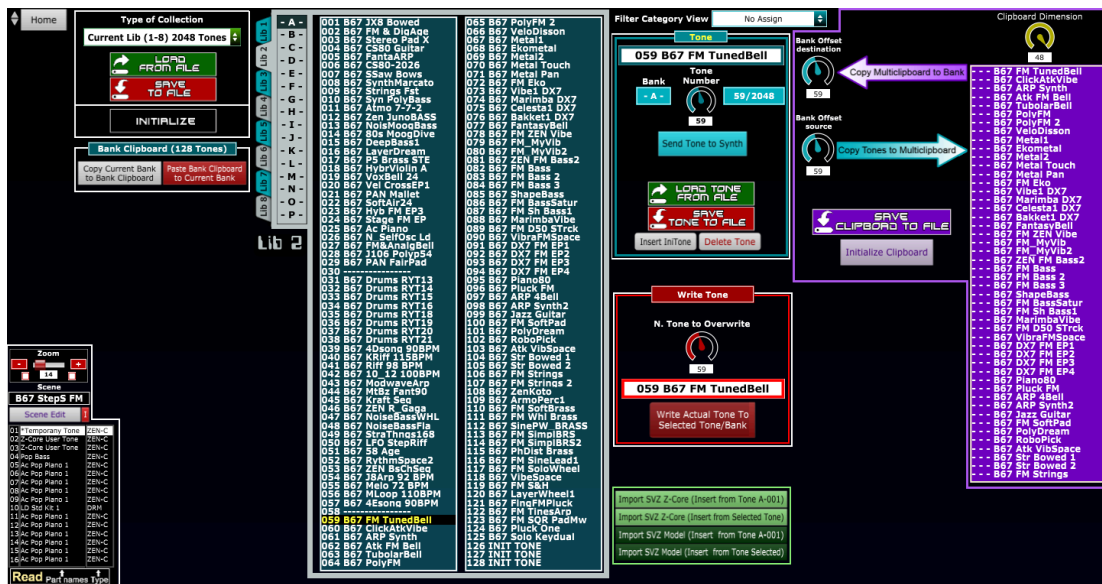 Home
Type of Collection
Current Lib (1-8) 2048 Tones
LOAD
FROM FILE
SAVE
TO FILE
INITIALIZE
Bank Clipboard (128 Tones)
Copy Current Bank
to Bank Clipboard
Paste Bank Clipboard
to Current Bank
Lib 1
Lib 2
Lib 3
Lib 4
Lib 5
Lib 6
Lib 7
Lib 8
- A -
- B -
- C -
- D -
- E -
- F -
- G -
- H -
- I -
- J -
- K -
- L -
- M -
- N -
- O -
- P -
Lib 2
001 B67 JX8 Bowed
002 B67 FM & DigAge
003 B67 Stereo Pad X
004 B67 CS80 Guitar
005 B67 FantaARP
006 B67 CS80-2026
007 B67 SSaw Bows
008 B67 SynthMarcato
009 B67 Strings Fst
010 B67 Syn PolyBass
011 B67 Atmo 7-7-2
012 B67 Zen JunoBASS
013 B67 NoisMoogBass
014 B67 80s MoogDive
015 B67 DeepBass1
016 B67 LayerDream
017 B67 P5 Brass STE
018 B67 HybrViolin A
019 B67 VoxBell 24
020 B67 Vel CrossEP1
021 B67 PAN Mallet
022 B67 SoftAir24
023 B67 Hyb FM EP3
024 B67 Stage FM EP
025 B67 Ac Piano
026 B67 N_SelfOsc Ld
027 B67 FM&AnalgBell
028 B67 J106 Polyp54
029 B67 PAN FairPad
030 ----------------
031 B67 Drums RYT13
032 B67 Drums RYT14
033 B67 Drums RYT15
034 B67 Drums RYT16
035 B67 Drums RYT18
036 B67 Drums RYT19
037 B67 Drums RYT20
038 B67 Drums RYT21
039 B67 4Dsong 90BPM
040 B67 KRiff 115BPM
041 B67 Riff 98 BPM
042 B67 10_12 100BPM
043 B67 ModwaveArp
044 B67 MtBz Fant90
045 B67 Kraft Seq
046 B67 ZEN R_Gaga
047 B67 NoiseBassWHL
048 B67 NoiseBassFla
049 B67 StraThngs168
050 B67 LFO StepRiff
051 B67 58 Age
052 B67 RythmSpace2
053 B67 ZEN BsChSeq
054 B67 J8Arp 92 BPM
055 B67 Melo 72 BPM
056 B67 MLoop 110BPM
057 B67 4Esong 90BPM
058 ----------------
059 B67 FM TunedBell
060 B67 ClickAtkVibe
061 B67 ARP Synth
062 B67 Atk FM Bell
063 B67 TubolarBell
064 B67 PolyFM
065 B67 PolyFM 2
066 B67 VeloDisson
067 B67 Metal1
068 B67 Ekometal
069 B67 Metal2
070 B67 Metal Touch
071 B67 Metal Pan
072 B67 FM Eko
073 B67 Vibe1 DX7
074 B67 Marimba DX7
075 B67 Celesta1 DX7
076 B67 Bakket1 DX7
077 B67 FantasyBell
078 B67 FM ZEN Vibe
079 B67 FM_MyVib
080 B67 FM_MyVib2
081 B67 ZEN FM Bass2
082 B67 FM Bass
083 B67 FM Bass 2
084 B67 FM Bass 3
085 B67 ShapeBass
086 B67 FM BassSatur
087 B67 FM Sh Bass1
088 B67 MarimbaVibe
089 B67 FM D50 STrck
090 B67 VibraFMSpace
091 B67 DX7 FM EP1
092 B67 DX7 FM EP2
093 B67 DX7 FM EP3
094 B67 DX7 FM EP4
095 B67 Piano80
096 B67 Pluck FM
097 B67 ARP 4Bell
098 B67 ARP Synth2
099 B67 Jazz Guitar
100 B67 FM SoftPad
101 B67 PolyDream
102 B67 RoboPick
103 B67 Atk VibSpace
104 B67 Str Bowed 1
105 B67 Str Bowed 2
106 B67 FM Strings
107 B67 FM Strings 2
108 B67 ZenKoto
109 B67 ArmoPerc1
110 B67 FM SoftBrass
111 B67 FM Whl Brass
112 B67 SinePW_BRASS
113 B67 FM SimplBRS
114 B67 FM SimplBRS2
115 B67 PhDist Brass
116 B67 FM SineLead1
117 B67 FM SoloWheel
118 B67 VibeSpace
119 B67 FM S&H
120 B67 LayerWheel1
121 B67 FingFMPluck
122 B67 FM TinesArp
123 B67 FM SQR PadMw
124 B67 Pluck One
125 B67 Solo Keydual
126 INIT TONE
127 INIT TONE
128 INIT TONE
Filter Category View
No Assign
Tone
059 B67 FM TunedBell
Bank
- A -
Tone
Number
59
59/2048
Send Tone to Synth
LOAD TONE
FROM FILE
SAVE
TONE TO FILE
Insert IniTone
Delete Tone
Write Tone
N. Tone to Overwrite
59
059 B67 FM TunedBell
Write Actual Tone To
Selected Tone/Bank
Import SVZ Z-Core (Insert from Tone A-001)
Import SVZ Z-Core (Insert from Selected Tone)
Import SVZ Model (Insert from Tone A-001)
Import SVZ Model (Insert from Tone Selected)
Bank Offset
destination
59
Copy Multiclipboard to Bank
Bank Offset
source
59
Copy Tones to Multiclipboard
SAVE
CLIPBOARD TO FILE
Initialize Clipboard
Clipboard Dimension
48
- - - B67 FM TunedBell
- - - B67 ClickAtkVibe
- - - B67 ARP Synth
- - - B67 Atk FM Bell
- - - B67 TubolarBell
- - - B67 PolyFM
- - - B67 PolyFM 2
- - - B67 VeloDisson
- - - B67 Metal1
- - - B67 Ekometal
- - - B67 Metal2
- - - B67 Metal Touch
- - - B67 Metal Pan
- - - B67 FM Eko
- - - B67 Vibe1 DX7
- - - B67 Marimba DX7
- - - B67 Celesta1 DX7
- - - B67 Bakket1 DX7
- - - B67 FantasyBell
- - - B67 FM ZEN Vibe
- - - B67 FM_MyVib
- - - B67 FM_MyVib2
- - - B67 ZEN FM Bass2
- - - B67 FM Bass
- - - B67 FM Bass 2
- - - B67 FM Bass 3
- - - B67 ShapeBass
- - - B67 FM BassSatur
- - - B67 FM Sh Bass1
- - - B67 MarimbaVibe
- - - B67 FM D50 STrck
- - - B67 VibraFMSpace
- - - B67 DX7 FM EP1
- - - B67 DX7 FM EP2
- - - B67 DX7 FM EP3
- - - B67 DX7 FM EP4
- - - B67 Piano80
- - - B67 Pluck FM
- - - B67 ARP 4Bell
- - - B67 ARP Synth2
- - - B67 Jazz Guitar
- - - B67 FM SoftPad
- - - B67 PolyDream
- - - B67 RoboPick
- - - B67 Atk VibSpace
- - - B67 Str Bowed 1
- - - B67 Str Bowed 2
- - - B67 FM Strings
Zoom
- 14 +
Scene
B67 StepS FM
Scene Edit !
01 *Temporary Tone ZEN-C
02 Z-Core User Tone ZEN-C
03 Z-Core User Tone ZEN-C
04 Pop Bass ZEN-C
05 Ac Pop Piano 1 ZEN-C
06 Ac Pop Piano 1 ZEN-C
07 Ac Pop Piano 1 ZEN-C
08 Ac Pop Piano 1 ZEN-C
09 Ac Pop Piano 1 ZEN-C
10 LD Std Kit 1 DRM
11 Ac Pop Piano 1 ZEN-C
12 Ac Pop Piano 1 ZEN-C
13 Ac Pop Piano 1 ZEN-C
14 Ac Pop Piano 1 ZEN-C
15 Ac Pop Piano 1 ZEN-C
16 Ac Pop Piano 1 ZEN-C
Read Part names Type